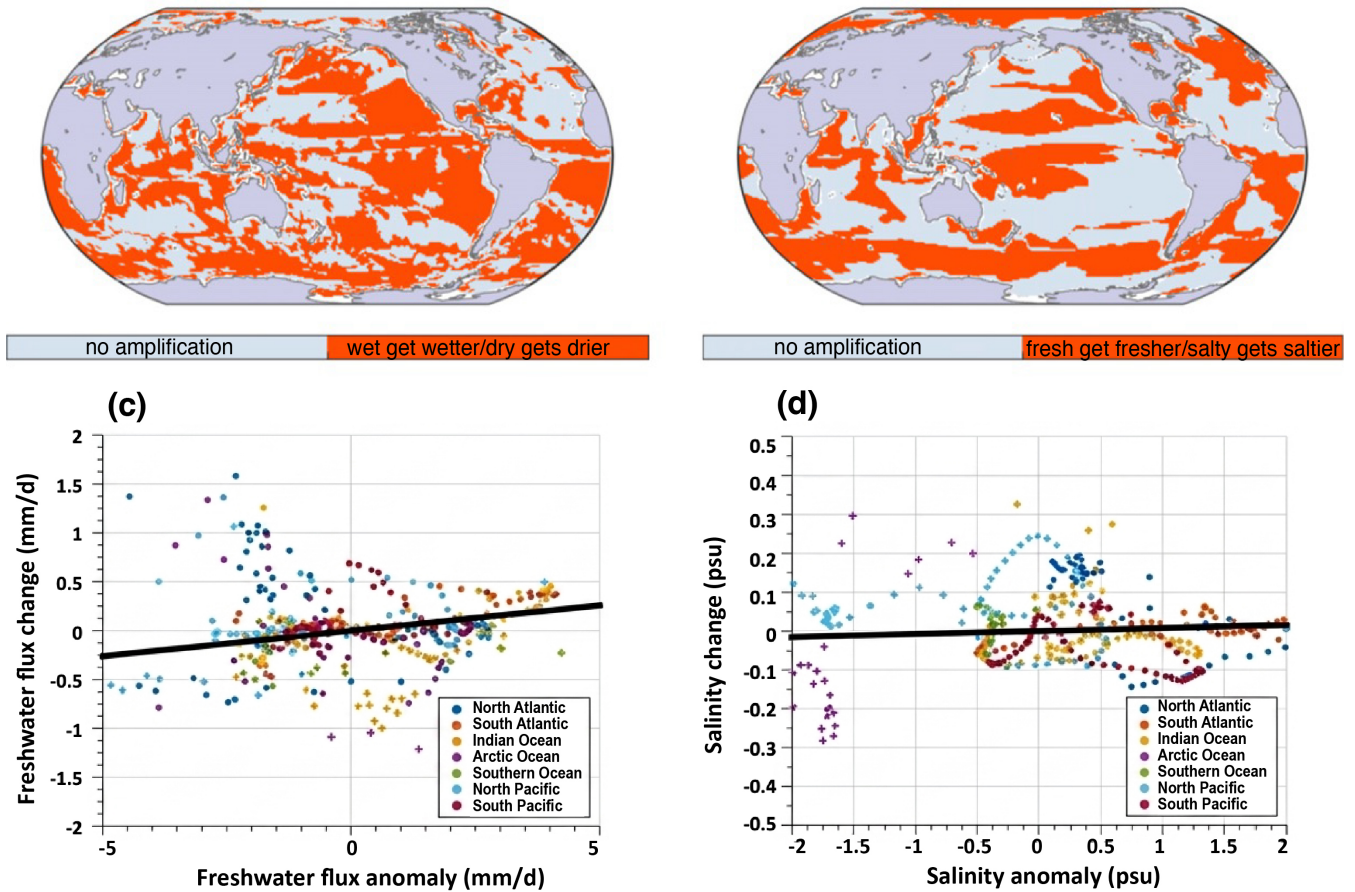 no amplification
wet get wetter/dry gets drier
no amplification
fresh get fresher/salty gets saltier
(c)
Freshwater flux change (mm/d)
2
1.5
1
0.5
0
-0.5
-1
-1.5
-2
-5
0
5
Freshwater flux anomaly (mm/d)
North Atlantic
South Atlantic
Indian Ocean
Arctic Ocean
Southern Ocean
North Pacific
South Pacific
(d)
Salinity change (psu)
0.5
0.4
0.3
0.2
0.1
0
-0.1
-0.2
-0.3
-0.4
-0.5
-2
-1.5
-1
-0.5
0
0.5
1
1.5
2
Salinity anomaly (psu)
North Atlantic
South Atlantic
Indian Ocean
Arctic Ocean
Southern Ocean
North Pacific
South Pacific